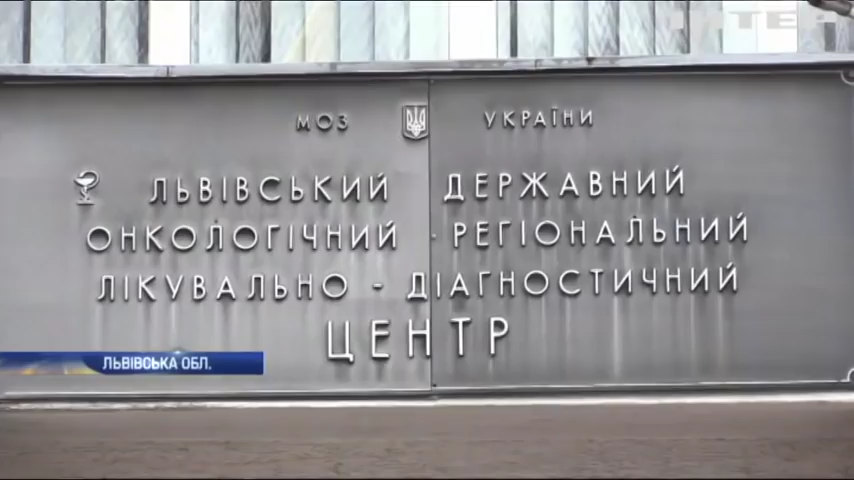 ІНТЕР
МОЗ УКРАЇНИ
ЛЬВІВСЬКИЙ ДЕРЖАВНИЙ
ОНКОЛОГІЧНИЙ РЕГІОНАЛЬНИЙ
ЛІКУВАЛЬНО - ДІАГНОСТИЧНИЙ
ЦЕНТР
ЛЬВІВСЬКА ОБЛ.